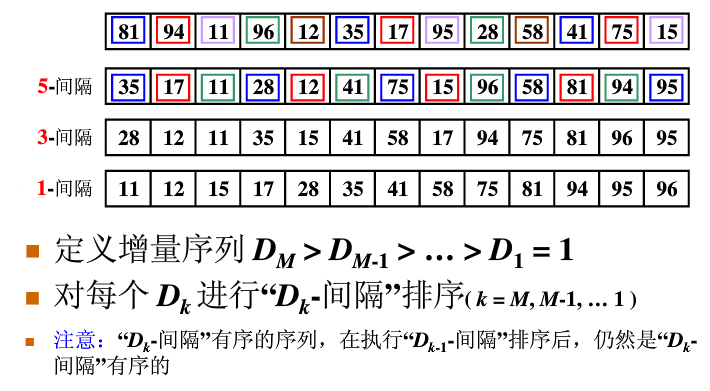 81 94 11 96 12 35 17 95 28 58 41 75 15
5-间隔 35 17 11 28 12 41 75 15 96 58 81 94 95
3-间隔 28 12 11 35 15 41 58 17 94 75 81 96 95
1-间隔 11 12 15 17 28 35 41 58 75 81 94 95 96
定义增量序列 D_M > D_{M-1} > … > D_1 = 1
对每个 D_k 进行“D_k-间隔”排序( k = M, M-1, … 1 )
注意：“D_k-间隔”有序的序列，在执行“D_{k-1}-间隔”排序后，仍然是“D_k-
间隔”有序的